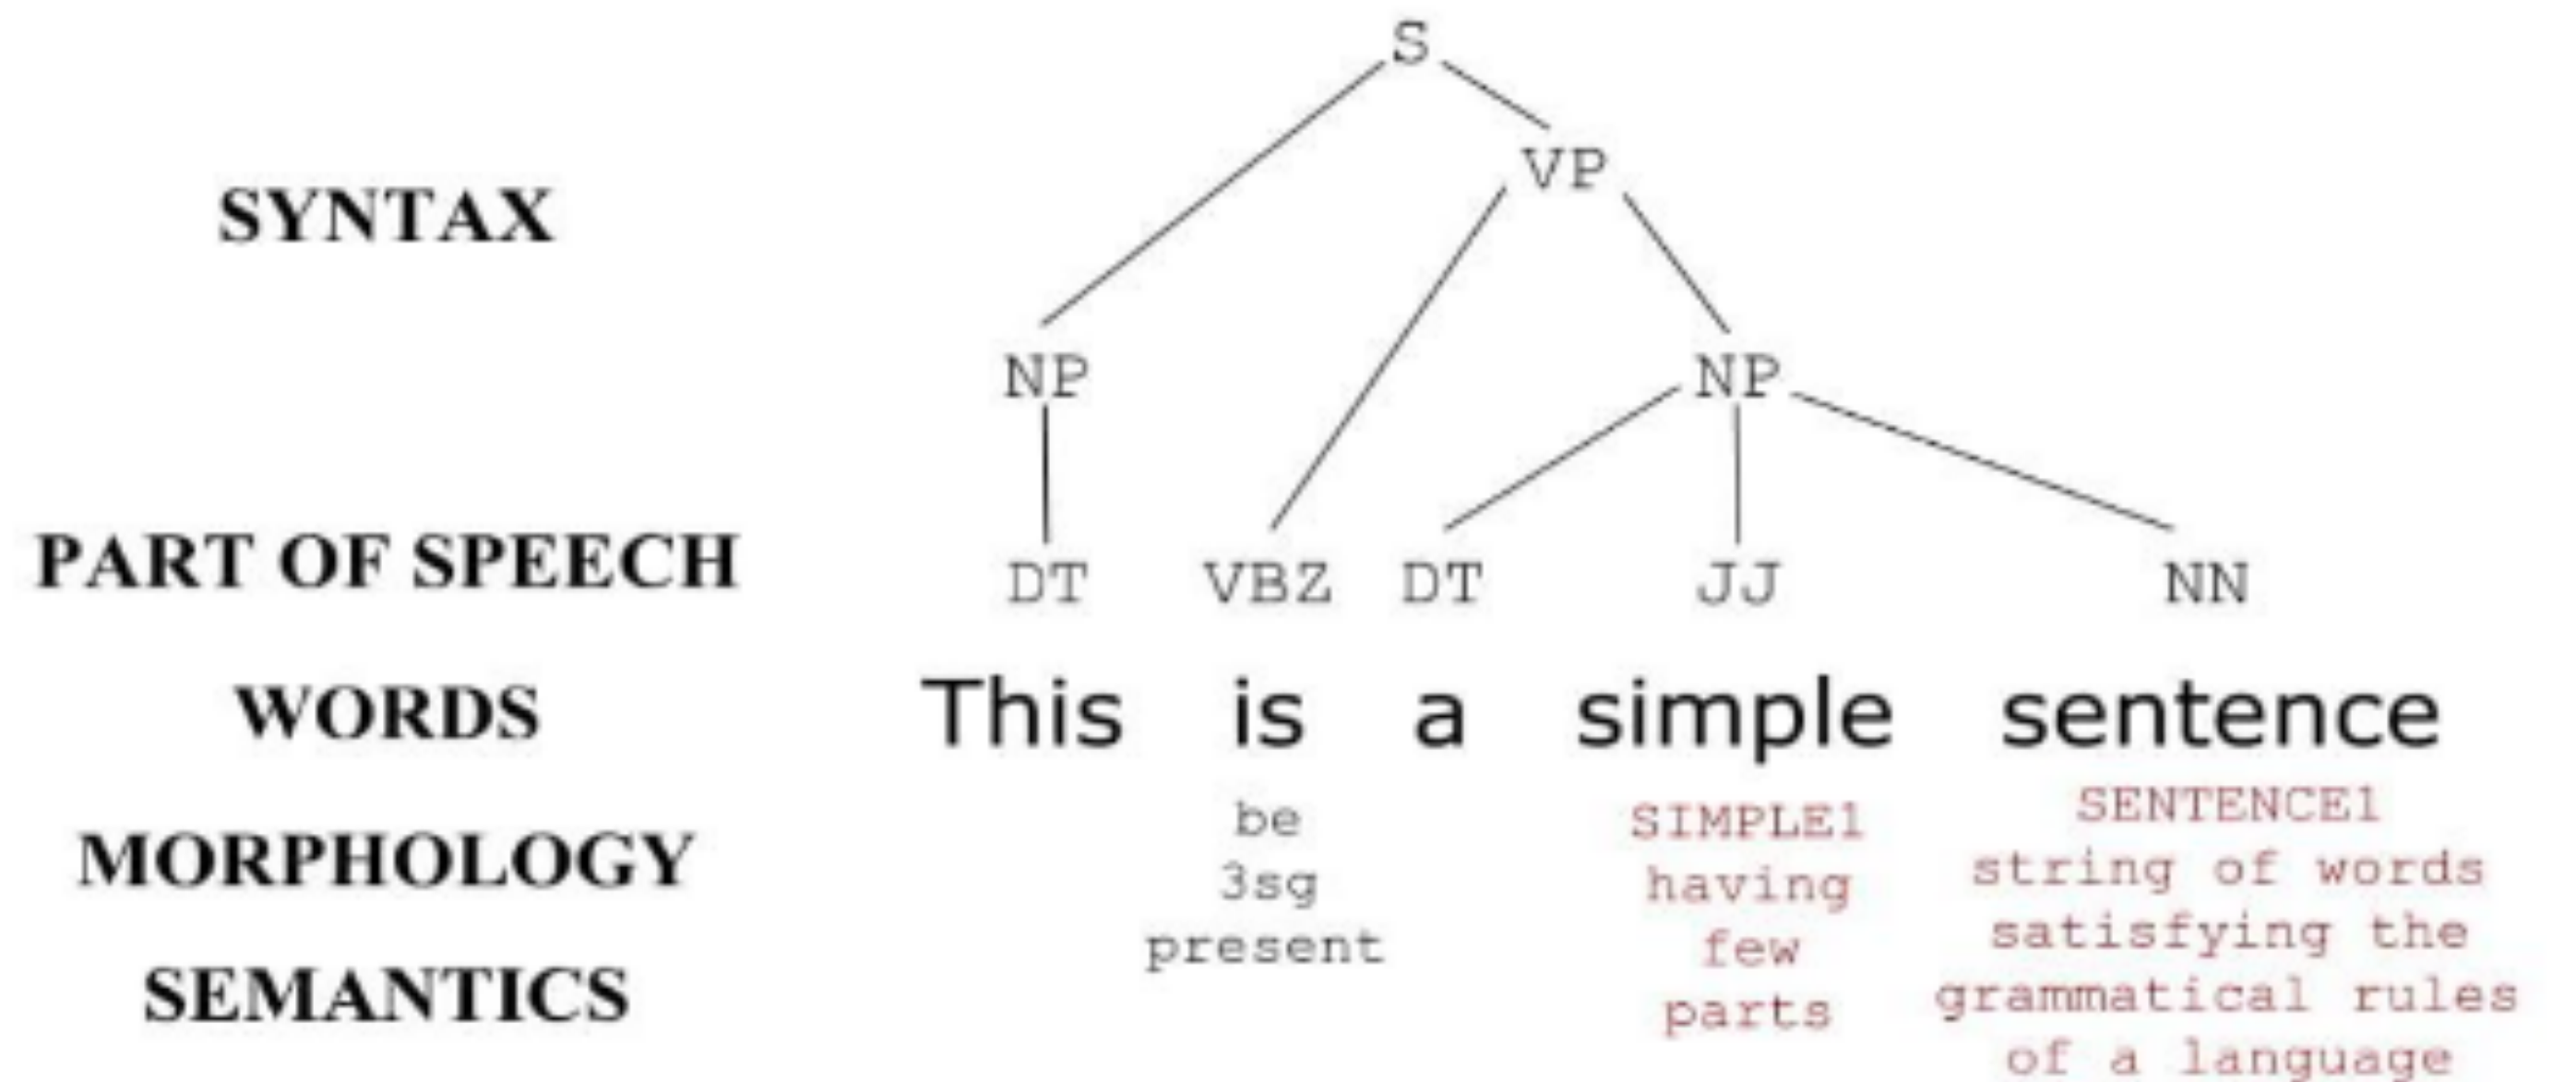 S
VP
SYNTAX
NP NP
PART OF SPEECH DT VBZ DT JJ NN
WORDS This is a simple sentence
MORPHOLOGY
SEMANTICS
be
3sg
present
SIMPLE1
having
few
parts
SENTENCE1
string of words
satisfying the
grammatical rules
of a language